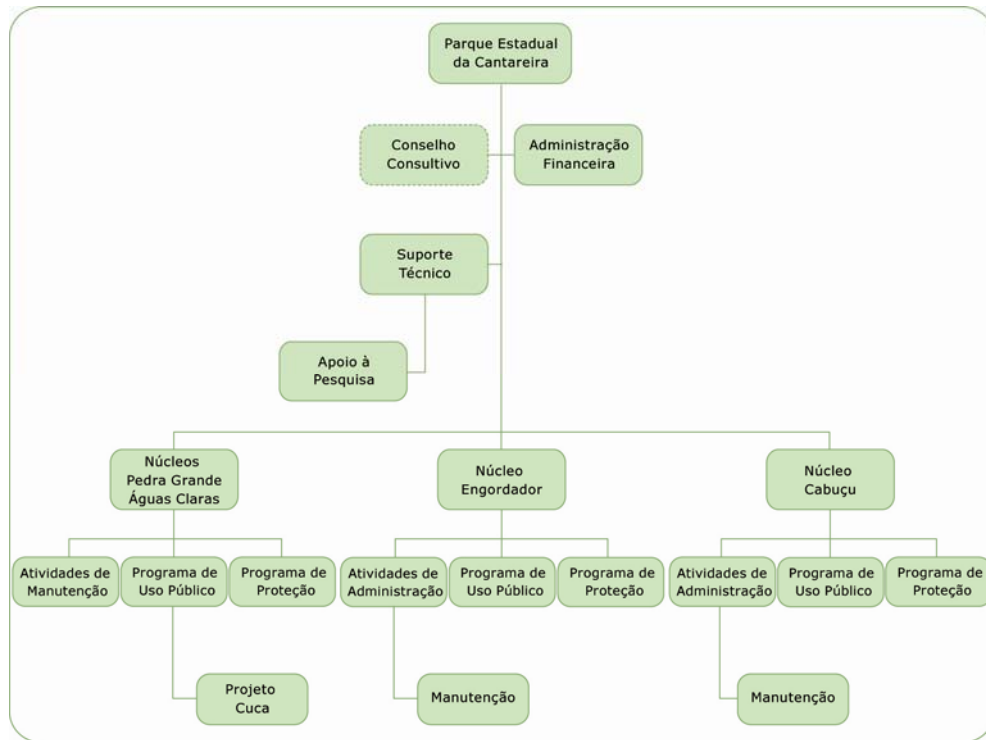 Parque Estadual
da Cantareira
Conselho
Consultivo
Administração
Financeira
Suporte
Técnico
Apoio à
Pesquisa
Núcleos
Pedra Grande
Águas Claras
Núcleo
Engordador
Núcleo
Cabuçu
Atividades de
Manutenção
Programa de
Uso Público
Programa de
Proteção
Atividades de
Administração
Programa de
Uso Público
Programa de
Proteção
Atividades de
Administração
Programa de
Uso Público
Programa de
Proteção
Projeto
Cuca
Manutenção
Manutenção